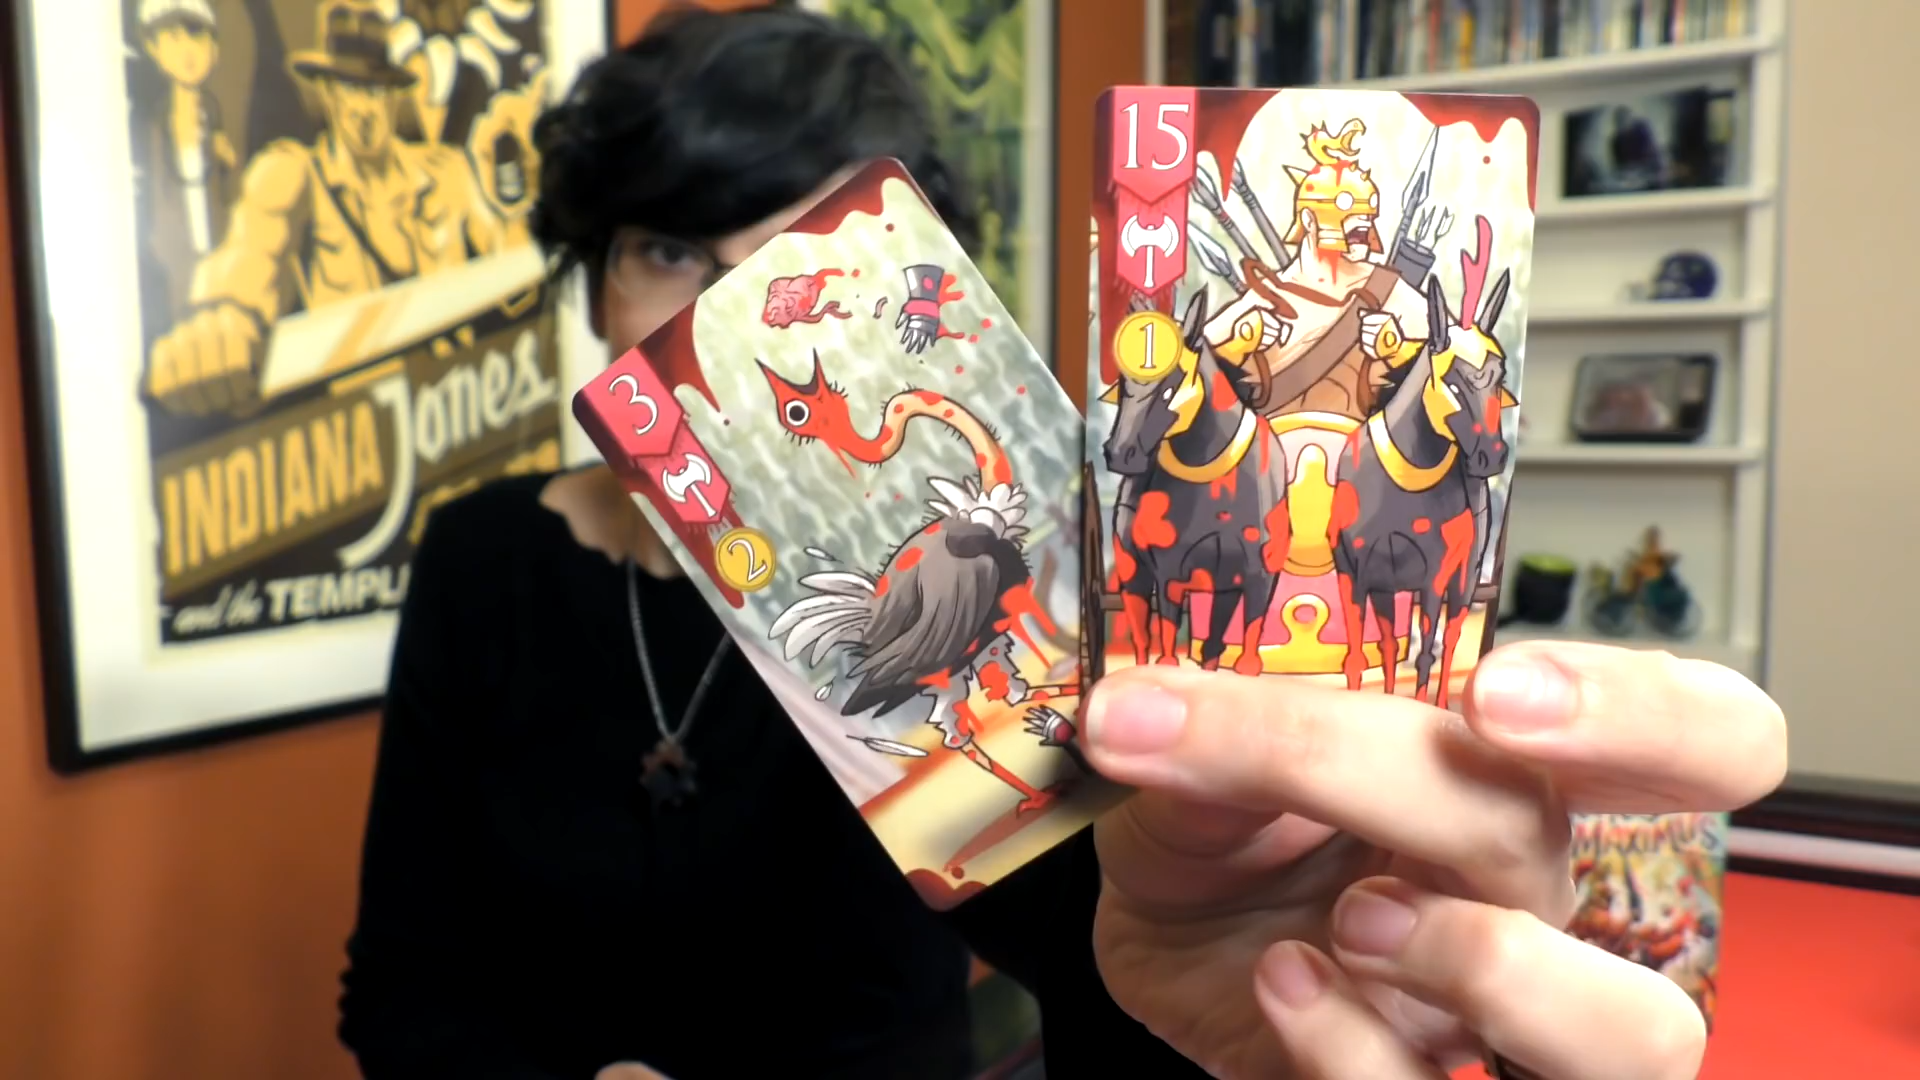 INDIANA
Jones
and the TEMPL
3
2
15
1
MAXIMUS